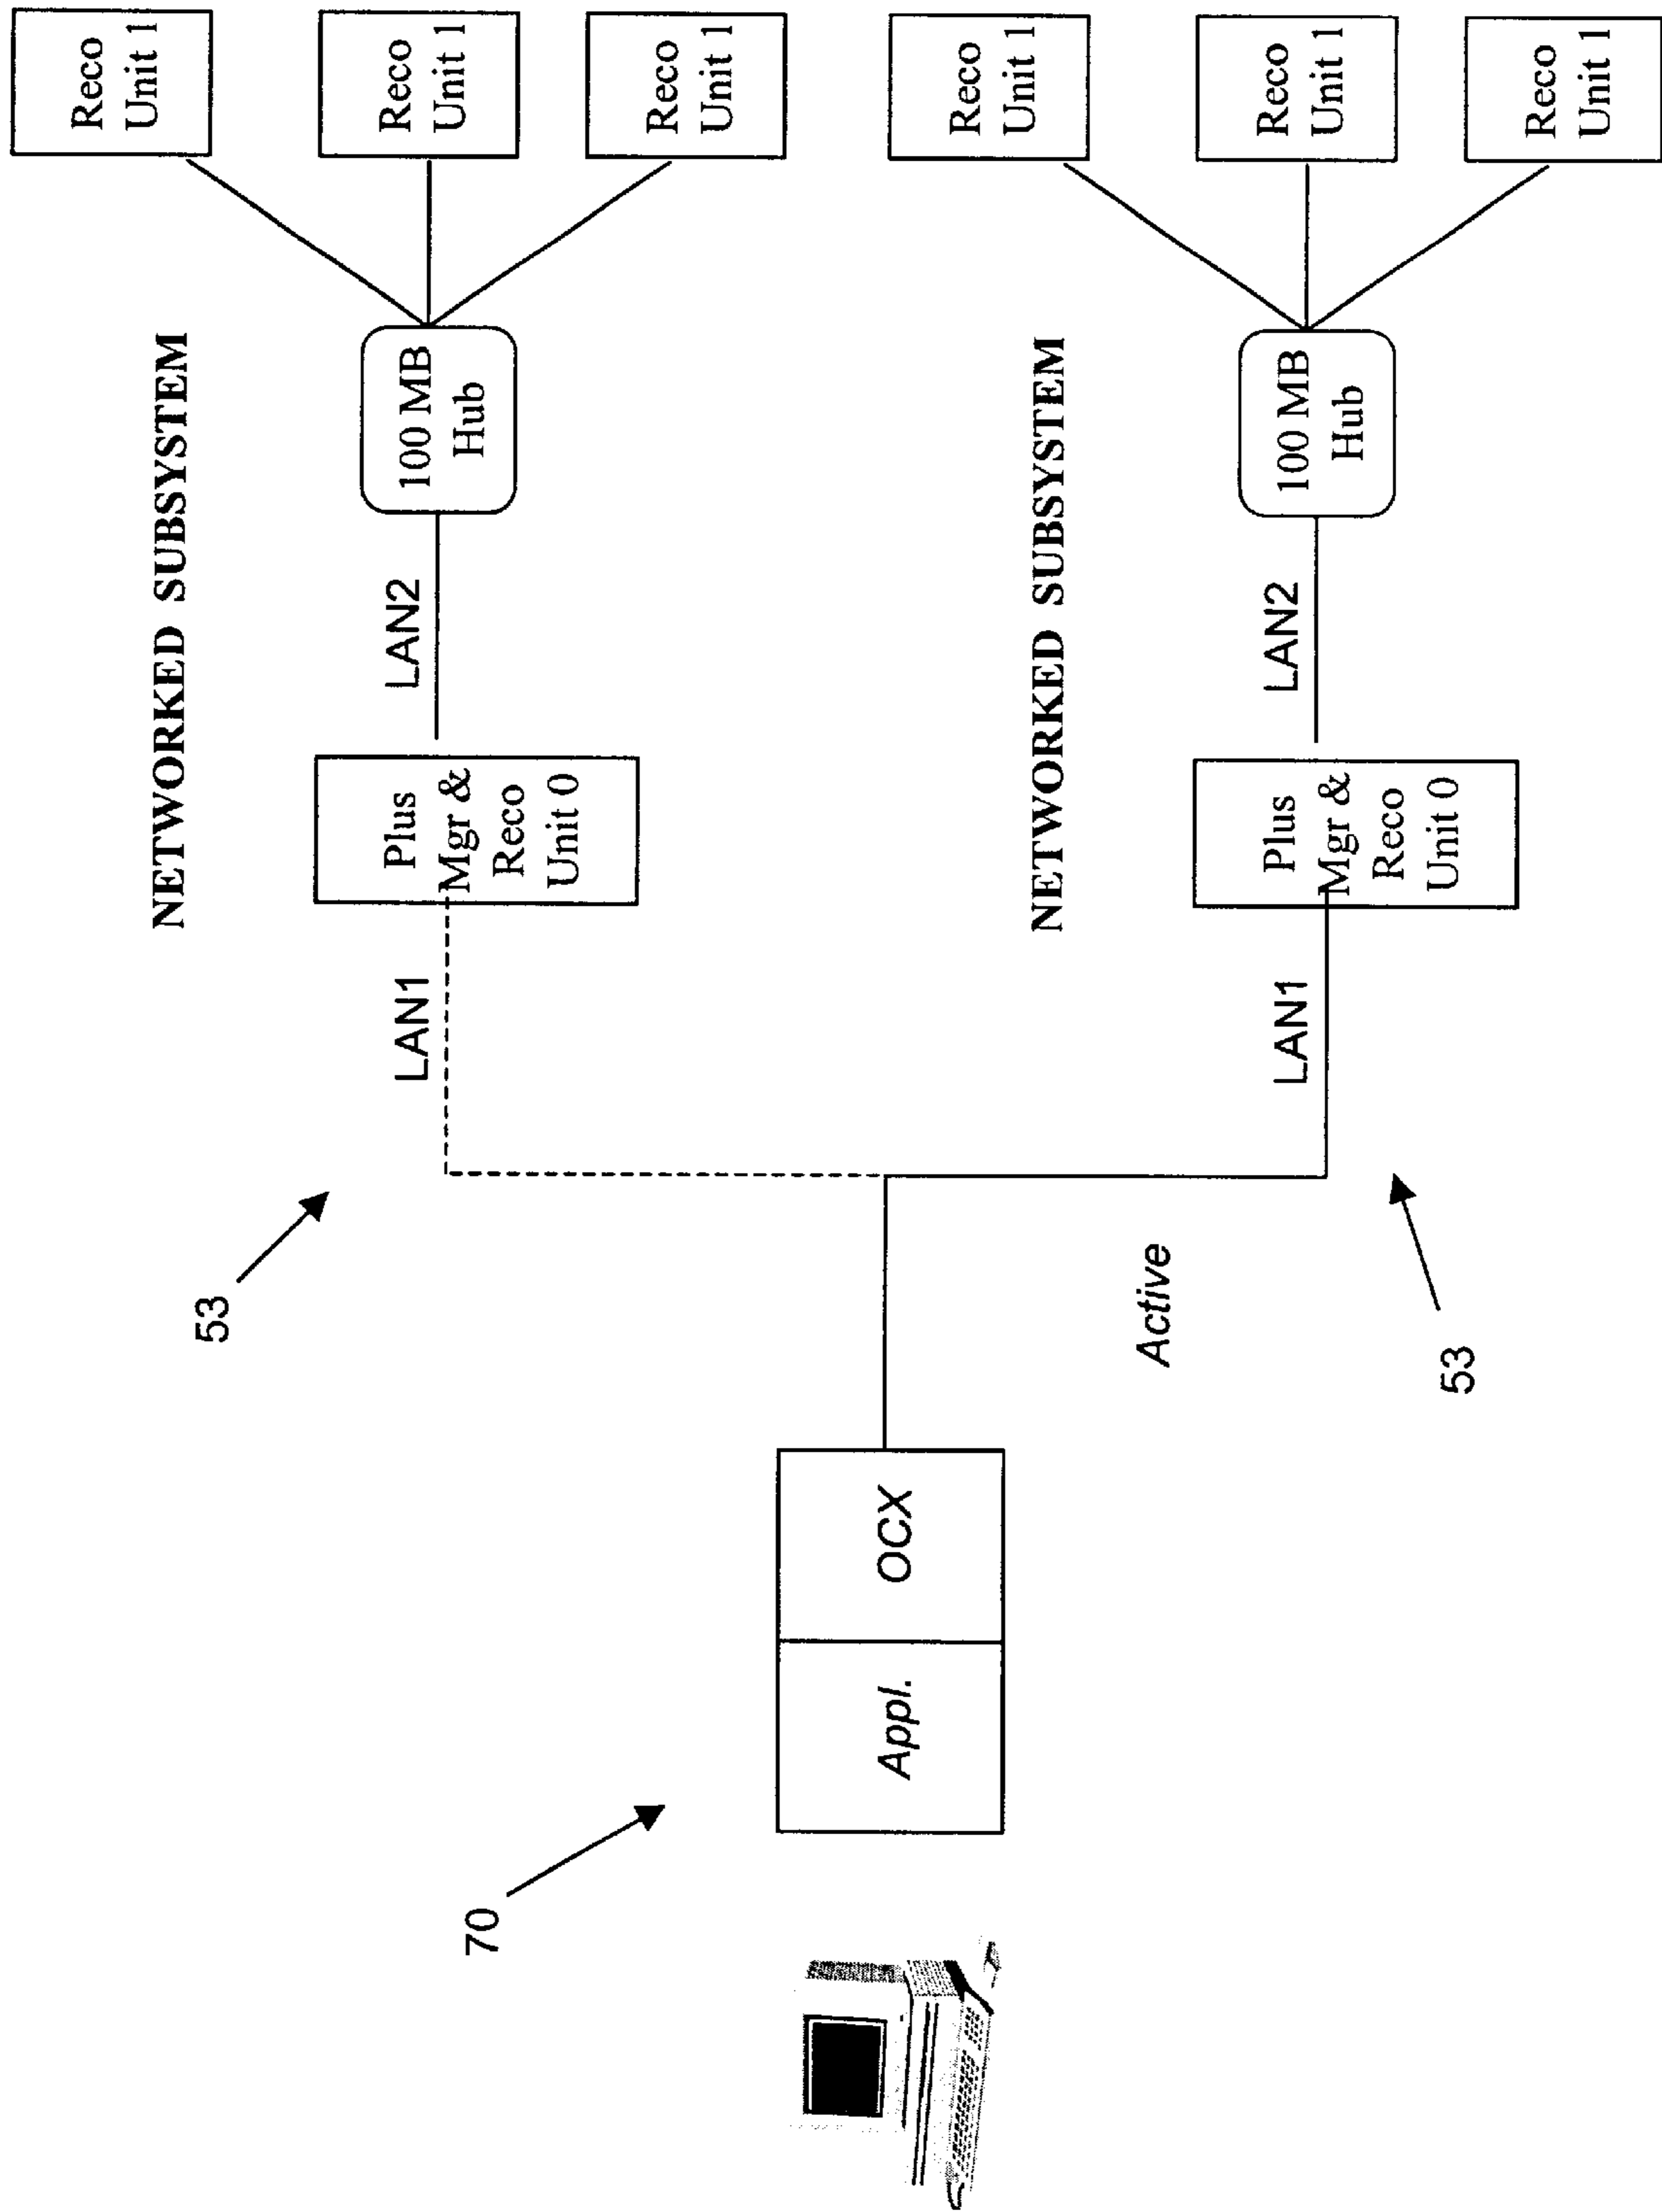 Reco
Unit 1
NETWORKED SUBSYSTEM
53
LAN1
Plus
Mgr &
Reco
Unit 0
LAN2
100 MB
Hub
Reco
Unit 1
70
Reco
Unit 1
Appl.
OCX
Reco
Unit 1
NETWORKED SUBSYSTEM
Active
LAN1
Plus
Mgr &
Reco
Unit 0
LAN2
100 MB
Hub
Reco
Unit 1
53
Reco
Unit 1